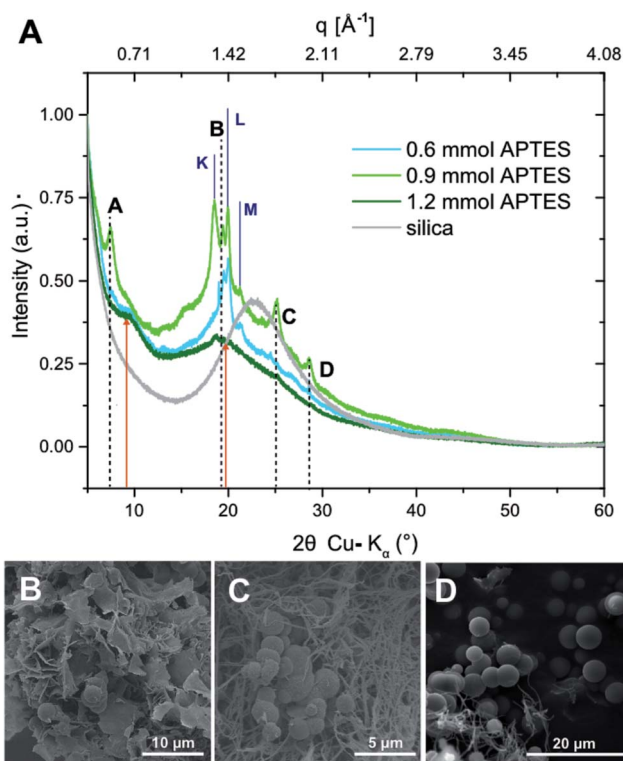 A
q [Å⁻¹]
0.71 1.42 2.11 2.79 3.45 4.08
Intensity (a.u.)
1.00
0.75
0.50
0.25
0.00
A
K
B
L
M
C
D
0.6 mmol APTES
0.9 mmol APTES
1.2 mmol APTES
silica
10 20 30 40 50 60
2θ Cu-Kα (°)
B
10 µm
C
5 µm
D
20 µm